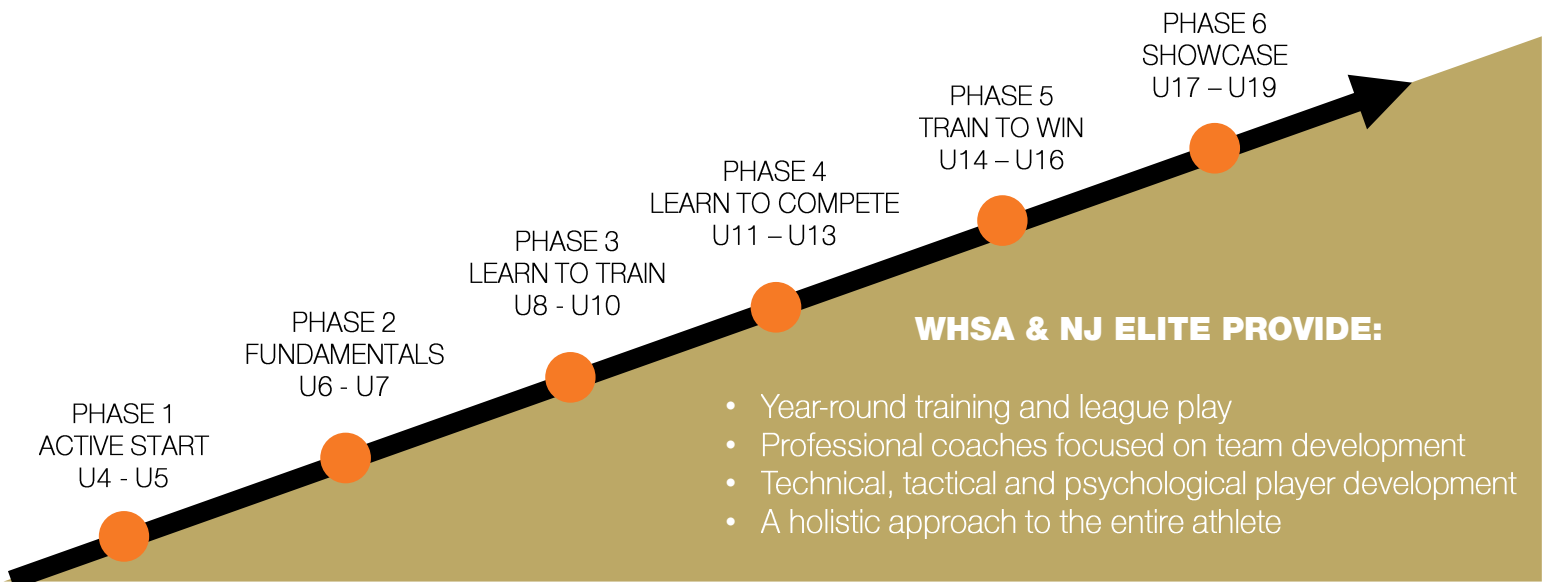 PHASE 1
ACTIVE START
U4 - U5
PHASE 2
FUNDAMENTALS
U6 - U7
PHASE 3
LEARN TO TRAIN
U8 - U10
PHASE 4
LEARN TO COMPETE
U11 – U13
PHASE 5
TRAIN TO WIN
U14 – U16
PHASE 6
SHOWCASE
U17 – U19
WHSA & NJ ELITE PROVIDE:
• Year-round training and league play
• Professional coaches focused on team development
• Technical, tactical and psychological player development
• A holistic approach to the entire athlete